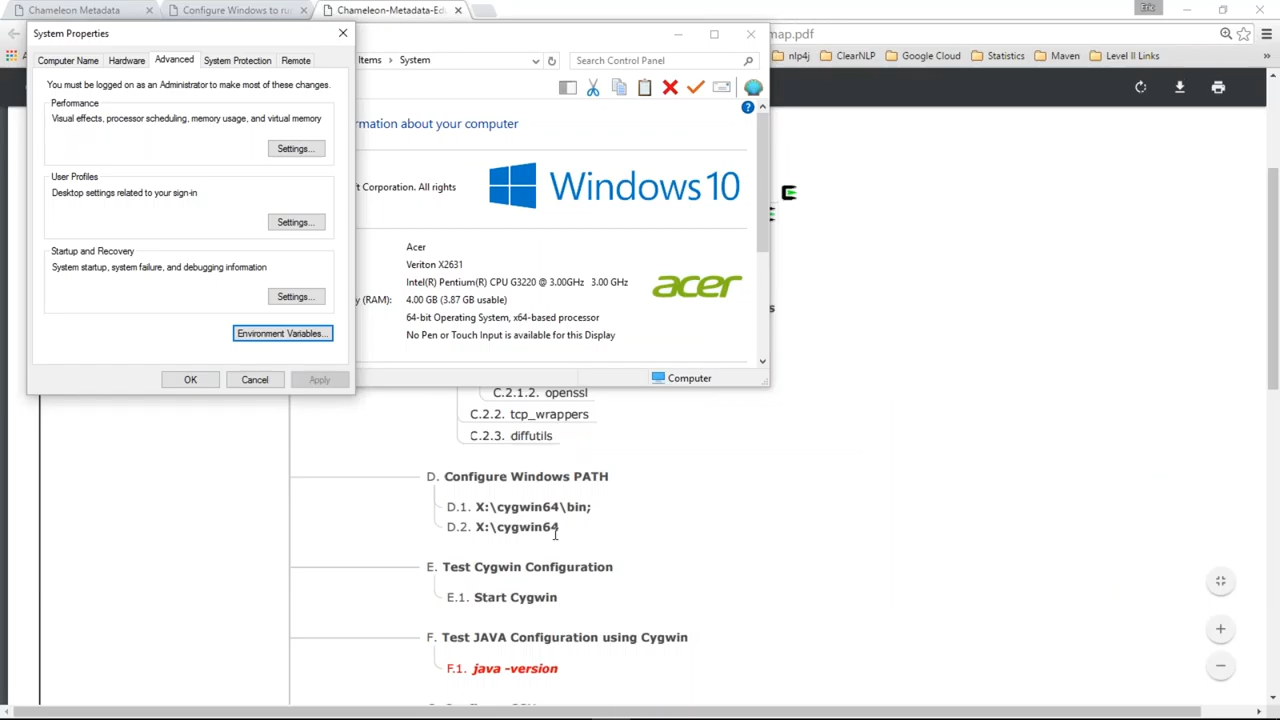 Chameleon Metadata
Configure Windows to run
Chameleon-Metadata-Edu
Eric
map.pdf
nlp4j
ClearNLP
Google Cloud
Statistics
Maven
Level II Links
System Properties
Computer Name
Hardware
Advanced
System Protection
Remote
You must be logged on as an Administrator to make most of these changes.
Performance
Visual effects, processor scheduling, memory usage, and virtual memory
Settings...
User Profiles
Desktop settings related to your sign-in
Settings...
Startup and Recovery
System startup, system failure, and debugging information
Settings...
Environment Variables...
OK
Cancel
Apply
Items > System
Search Control Panel
rmation about your computer
t Corporation. All rights
Windows 10
Acer
Veriton X2631
Intel(R) Pentium(R) CPU G3220 @ 3.00GHz 3.00 GHz
y (RAM): 4.00 GB (3.87 GB usable)
64-bit Operating System, x64-based processor
No Pen or Touch Input is available for this Display
acer
Computer
s
C.2.1.2. openssl
C.2.2. tcp_wrappers
C.2.3. diffutils
D. Configure Windows PATH
D.1. X:\cygwin64\bin;
D.2. X:\cygwin64
E. Test Cygwin Configuration
E.1. Start Cygwin
F. Test JAVA Configuration using Cygwin
F.1. java -version